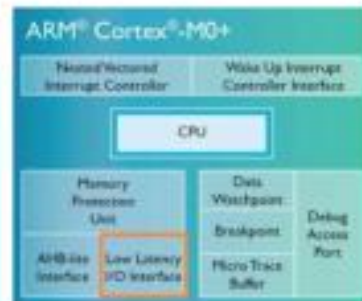 ARM® Cortex®-M0+
Nested Vectored
Interrupt Controller
Wake Up Interrupt
Controller Interface
CPU
Memory
Protection
Unit
AHB-lite
Interface
Low Latency
I/O Interface
Data
Watchpoint
Breakpoint
Micro Trace
Buffer
Debug
Access
Port